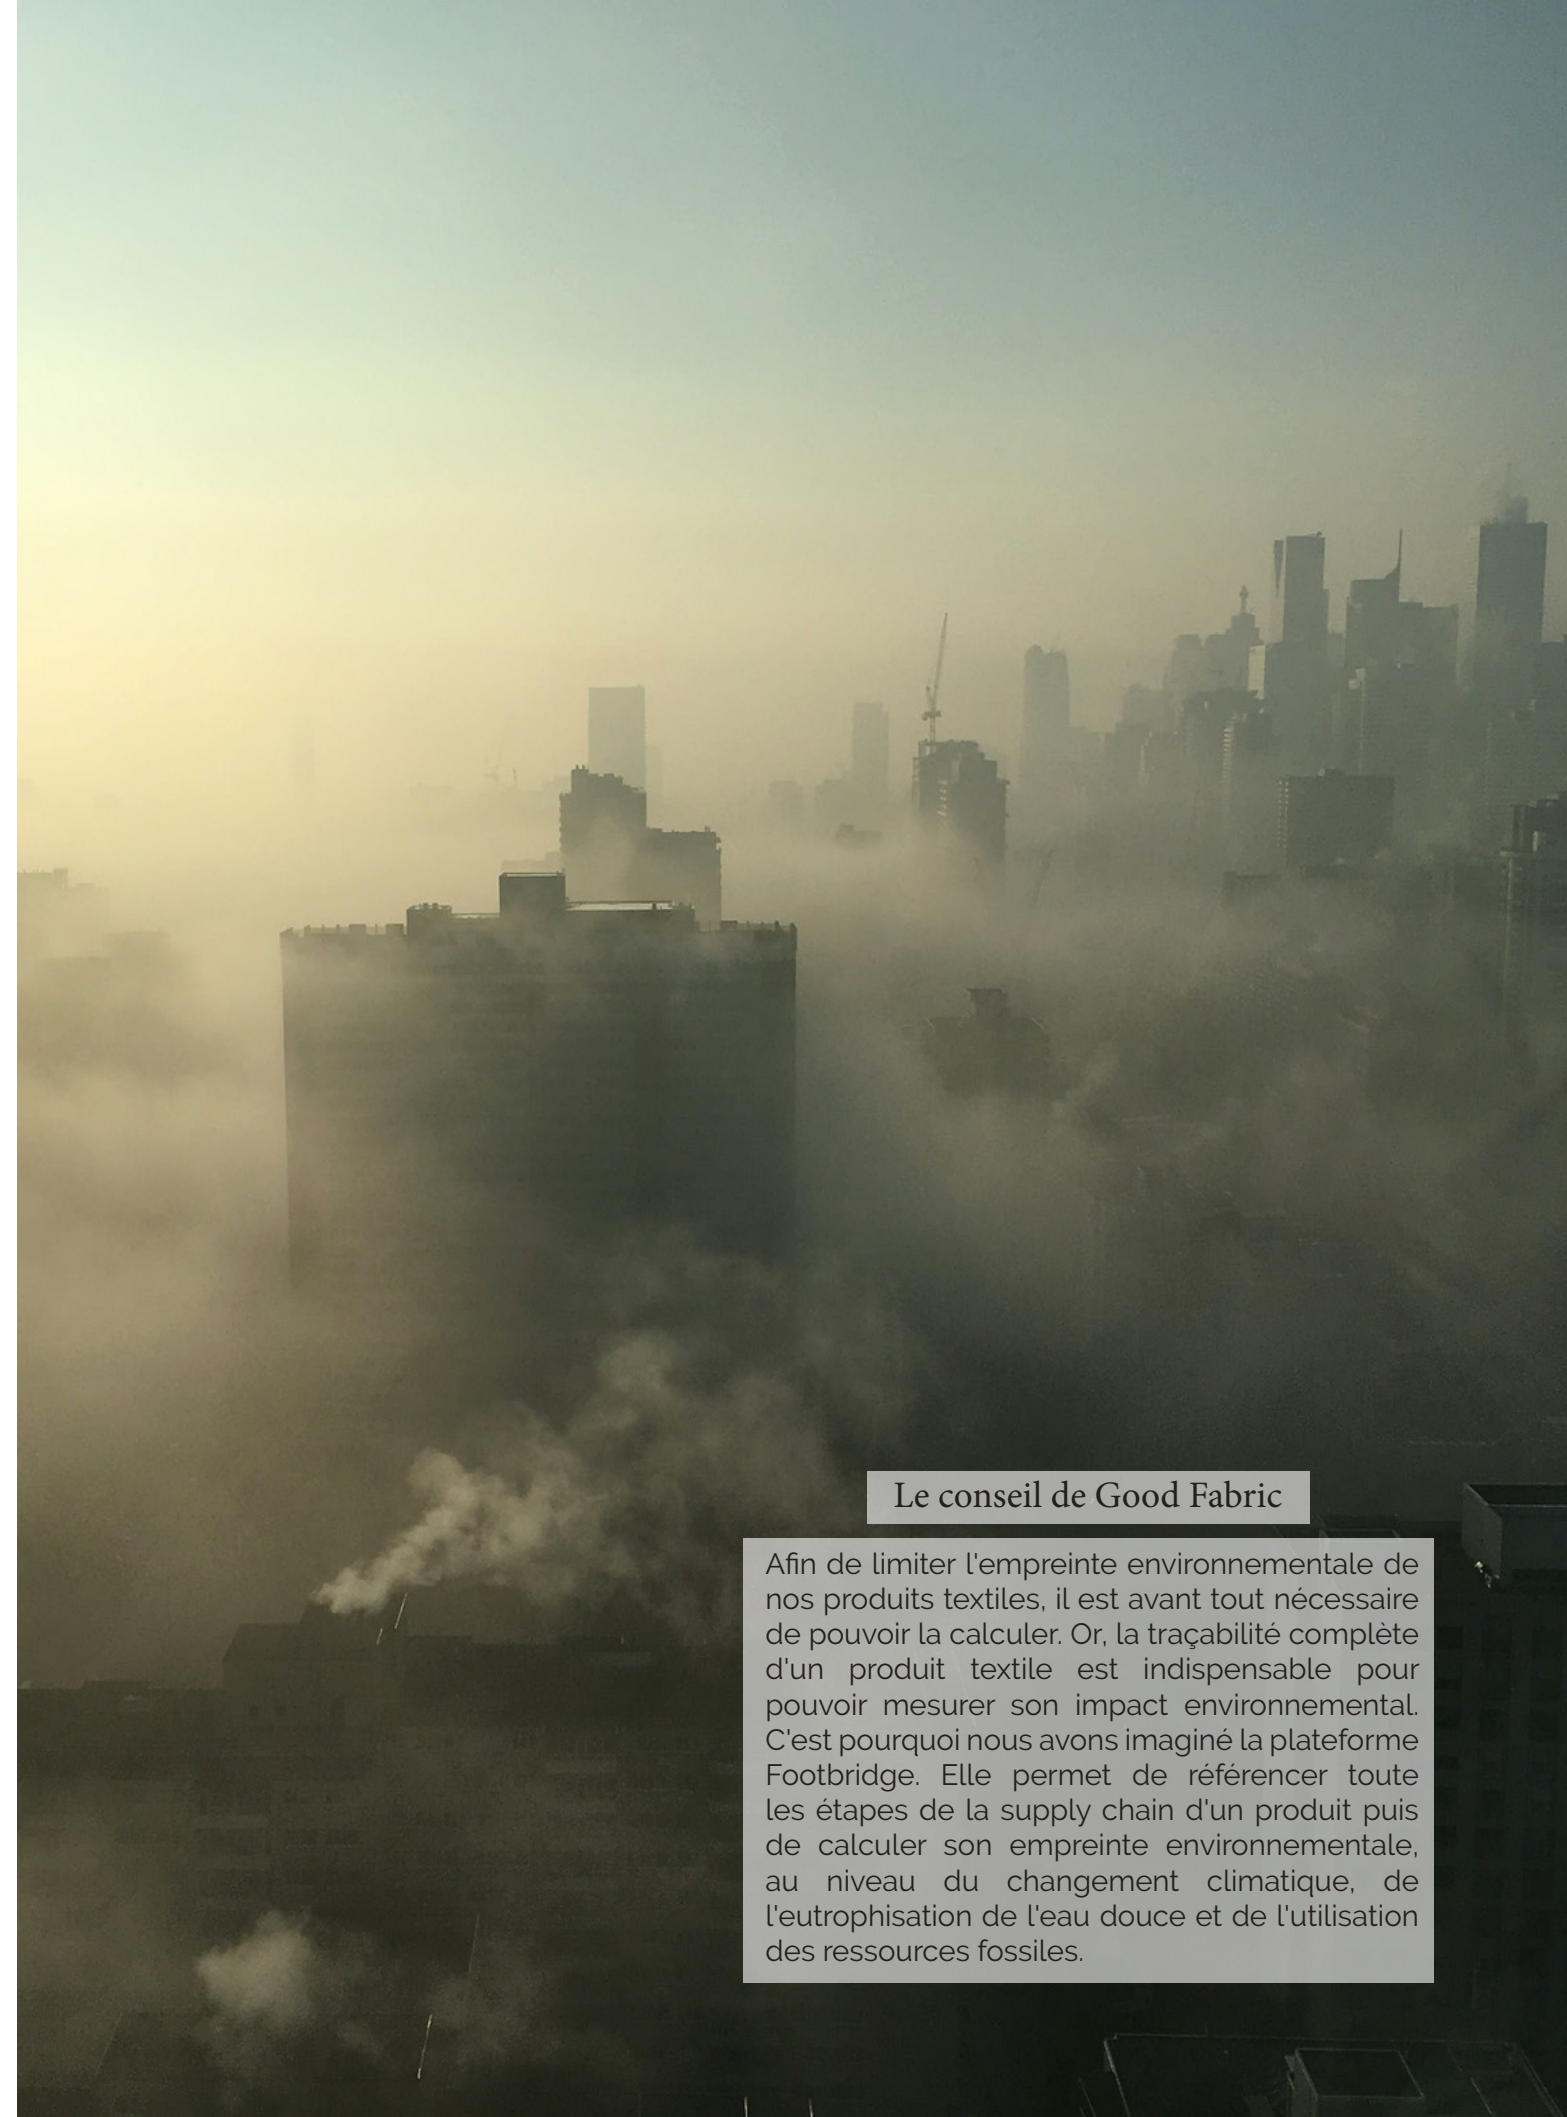 Le conseil de Good Fabric
Afin de limiter l'empreinte environnementale de
nos produits textiles, il est avant tout nécessaire
de pouvoir la calculer. Or, la traçabilité complète
d'un produit textile est indispensable pour
pouvoir mesurer son impact environnemental.
C'est pourquoi nous avons imaginé la plateforme
Footbridge. Elle permet de référencer toute
les étapes de la supply chain d'un produit puis
de calculer son empreinte environnementale,
au niveau du changement climatique, de
l'eutrophisation de l'eau douce et de l'utilisation
des ressources fossiles.